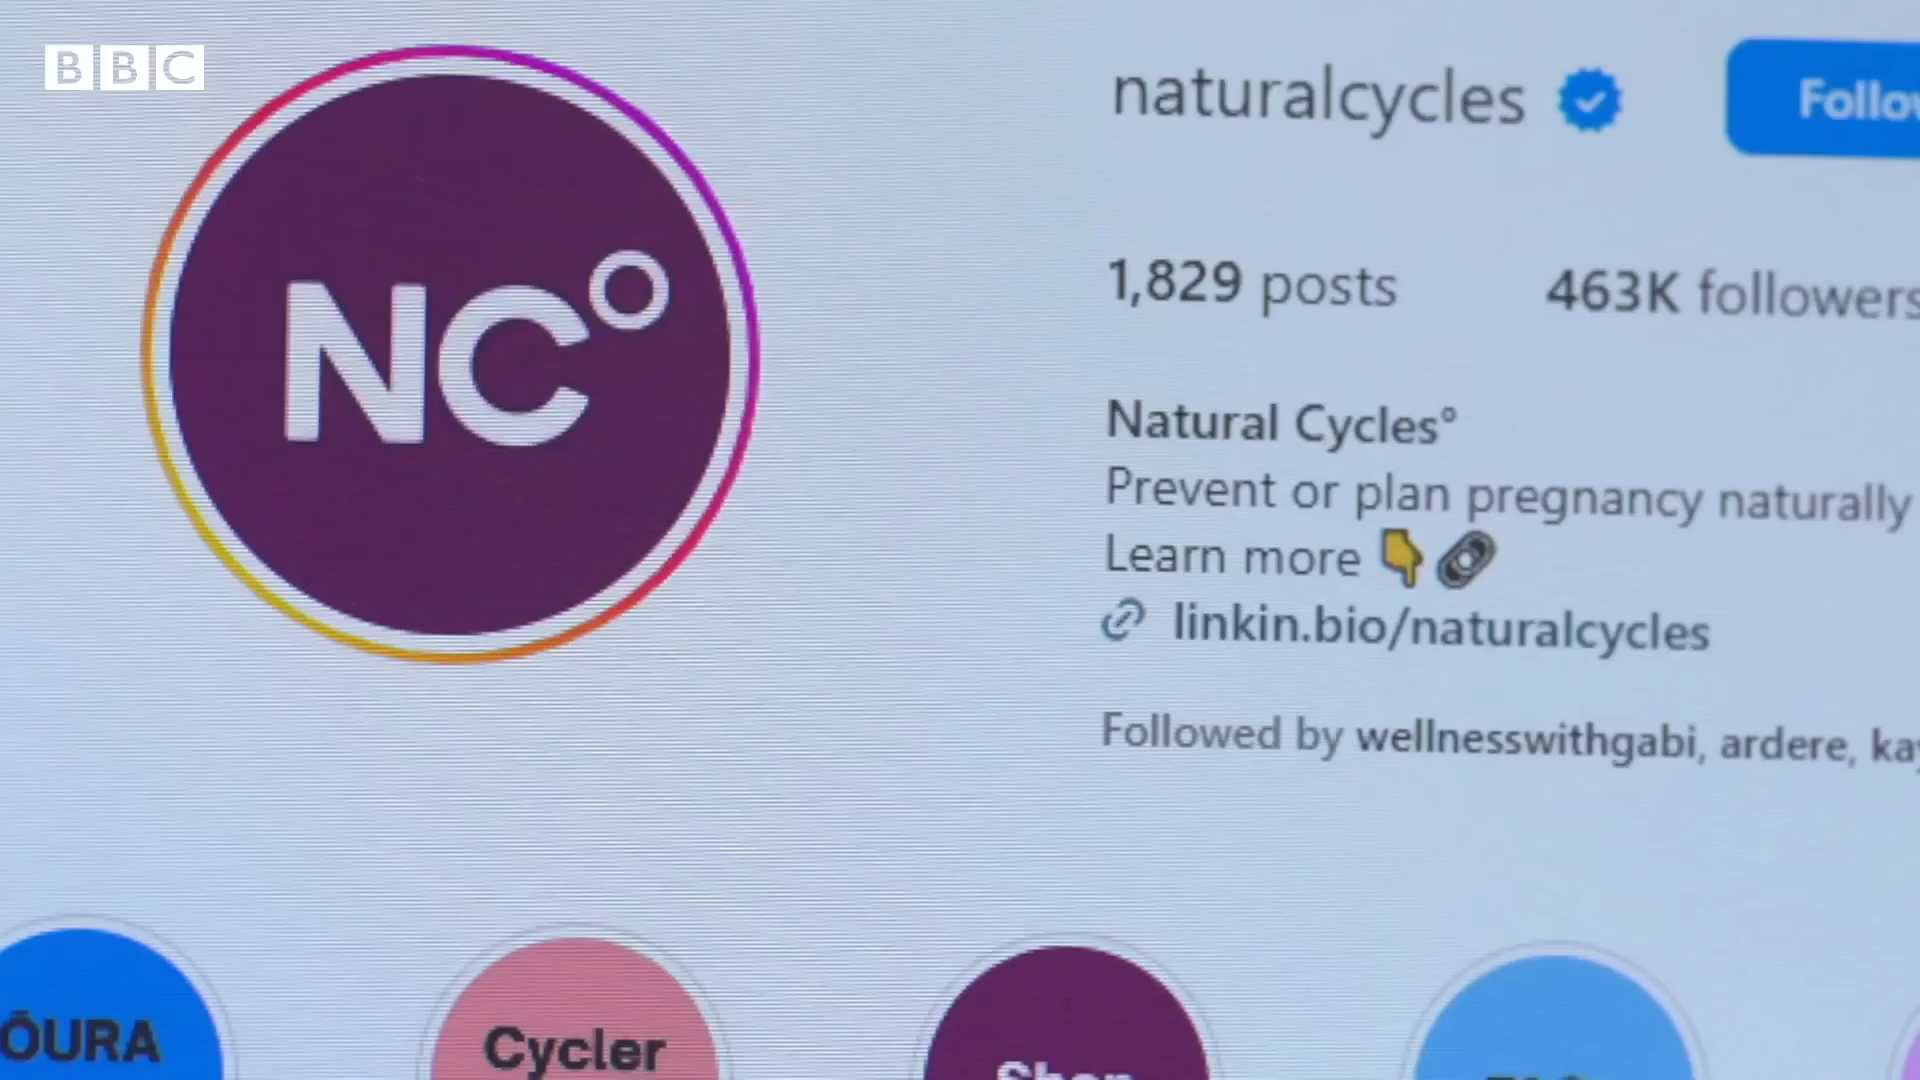 BBC
naturalcycles
NC°
1,829 posts 463K followers
Natural Cycles°
Prevent or plan pregnancy naturally
Learn more
linkin.bio/naturalcycles
Followed by wellnesswithgabi, ardere,
ŌURA
Cycler
Shop